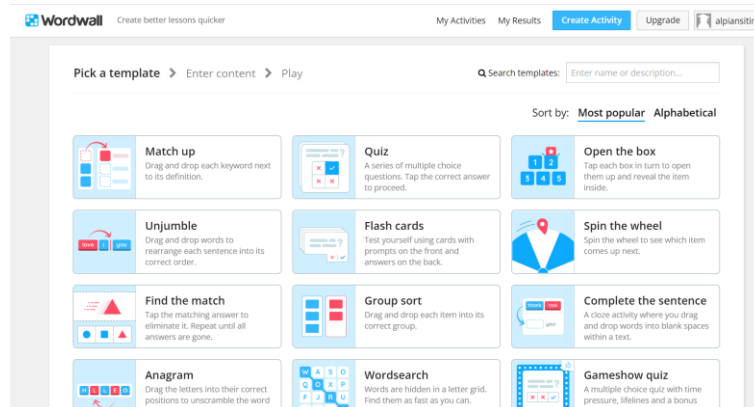 Wordwall Create better lessons quicker My Activities My Results Create Activity Upgrade alpiansitin
Pick a template > Enter content > Play Search templates: Enter name or description...
Sort by: Most popular Alphabetical
Match up
Drag and drop each keyword next
to its definition.
Quiz
A series of multiple choice
questions. Tap the correct answer
to proceed.
Open the box
Tap each box in turn to open
them up and reveal the item
inside.
1 2
3 4 5
Unjumble
Drag and drop words to
rearrange each sentence into its
correct order.
love I you
Flash cards
Test yourself using cards with
prompts on the front and
answers on the back.
Spin the wheel
Spin the wheel to see which item
comes up next.
Find the match
Tap the matching answer to
eliminate it. Repeat until all
answers are gone.
Group sort
Drag and drop each item into its
correct group.
Complete the sentence
A cloze activity where you drag
and drop words into blank spaces
within a text.
Anagram
Drag the letters into their correct
positions to unscramble the word
H L L E O
Wordsearch
Words are hidden in a letter grid.
Find them as fast as you can.
W A S O
Q D X P
F J R U
Gameshow quiz
A multiple choice quiz with time
pressure, lifelines and a bonus